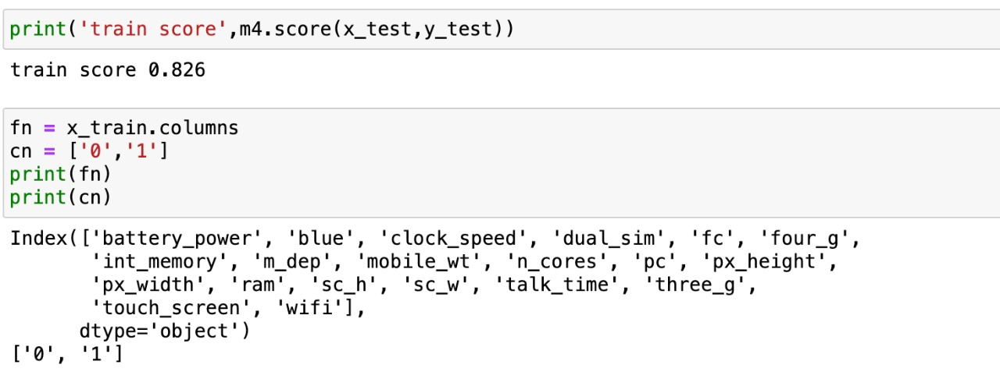 print('train score',m4.score(x_test,y_test))
train score 0.826
fn = x_train.columns
cn = ['0','1']
print(fn)
print(cn)
Index(['battery_power', 'blue', 'clock_speed', 'dual_sim', 'fc', 'four_g',
       'int_memory', 'm_dep', 'mobile_wt', 'n_cores', 'pc', 'px_height',
       'px_width', 'ram', 'sc_h', 'sc_w', 'talk_time', 'three_g',
       'touch_screen', 'wifi'],
      dtype='object')
['0', '1']